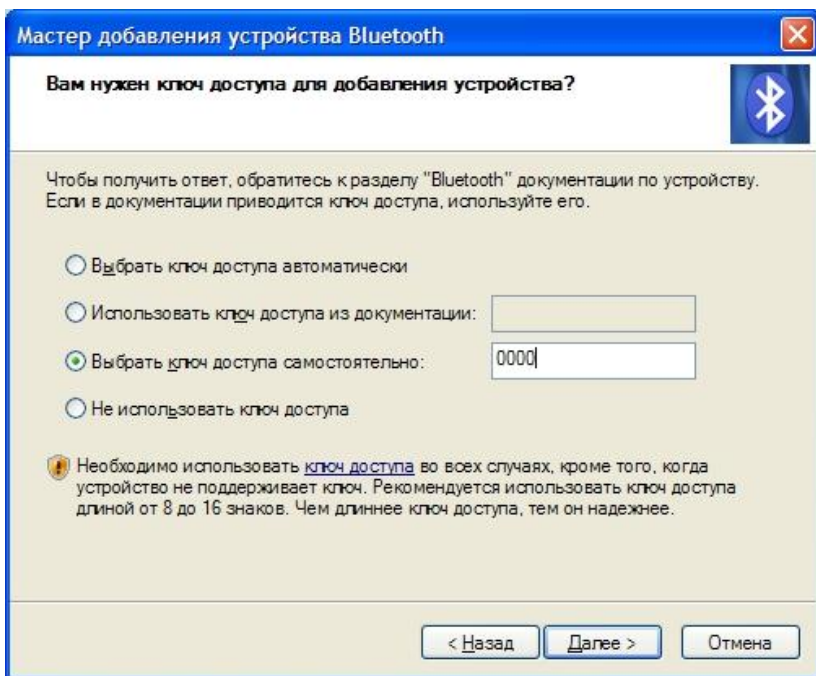 Мастер добавления устройства Bluetooth
Вам нужен ключ доступа для добавления устройства?
Чтобы получить ответ, обратитесь к разделу "Bluetooth" документации по устройству.
Если в документации приводится ключ доступа, используйте его.
Выбрать ключ доступа автоматически
Использовать ключ доступа из документации:
Выбрать ключ доступа самостоятельно: 0000
Не использовать ключ доступа
Необходимо использовать ключ доступа во всех случаях, кроме того, когда
устройство не поддерживает ключ. Рекомендуется использовать ключ доступа
длиной от 8 до 16 знаков. Чем длиннее ключ доступа, тем он надежнее.
< Назад Далее > Отмена